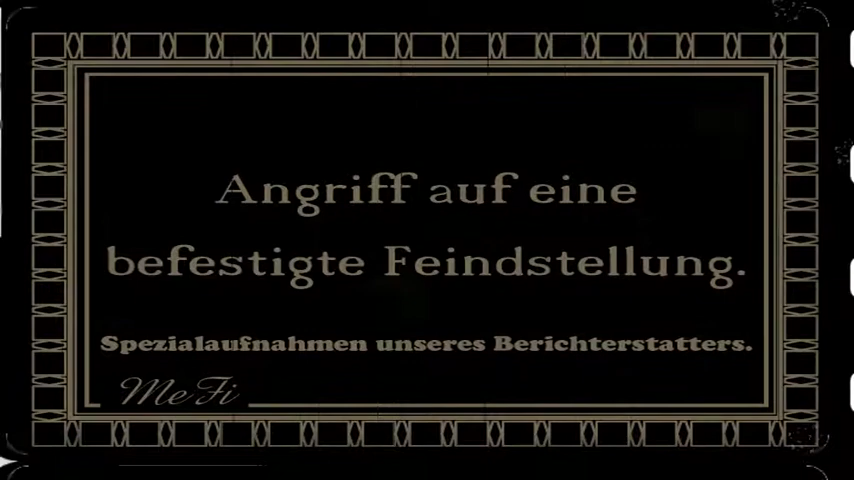 Angriff auf eine
befestigte Feindstellung.
Spezialaufnahmen unseres Berichterstatters.
MeFi